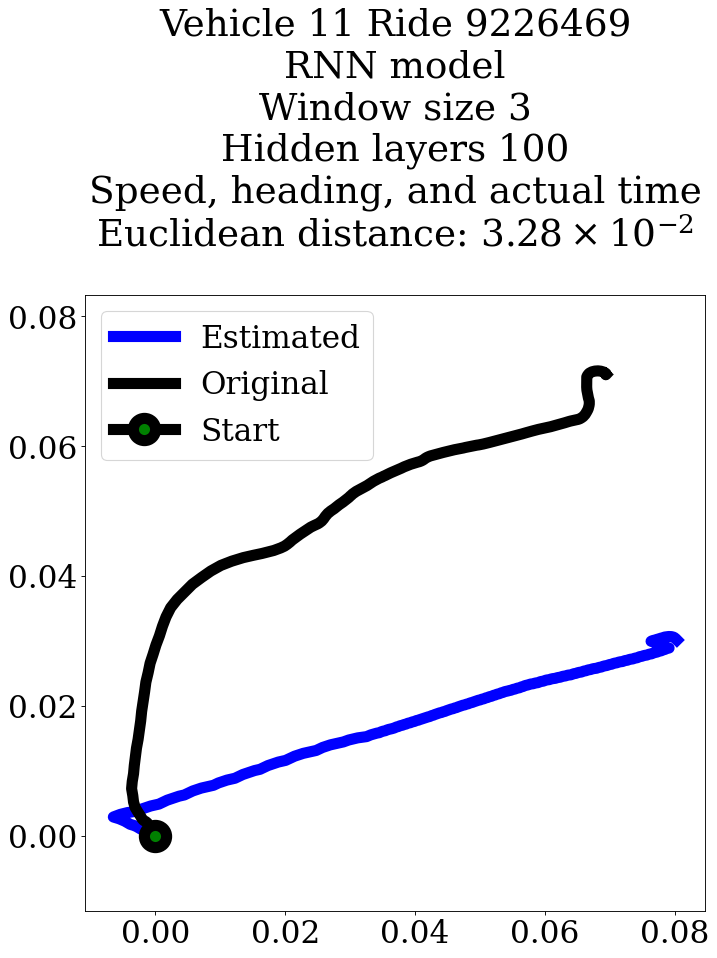 Vehicle 11 Ride 9226469
RNN model
Window size 3
Hidden layers 100
Speed, heading, and actual time
Euclidean distance: 3.28 × 10⁻²
Estimated
Original
Start
0.08
0.06
0.04
0.02
0.00
0.00 0.02 0.04 0.06 0.08